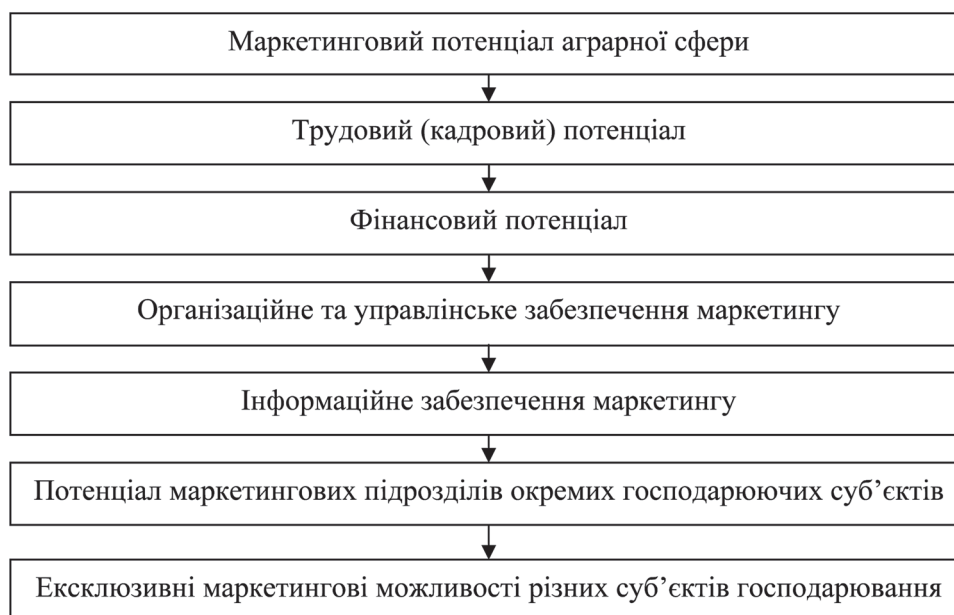 Маркетинговий потенціал аграрної сфери
Трудовий (кадровий) потенціал
Фінансовий потенціал
Організаційне та управлінське забезпечення маркетингу
Інформаційне забезпечення маркетингу
Потенціал маркетингових підрозділів окремих господарюючих суб’єктів
Ексклюзивні маркетингові можливості різних суб’єктів господарювання